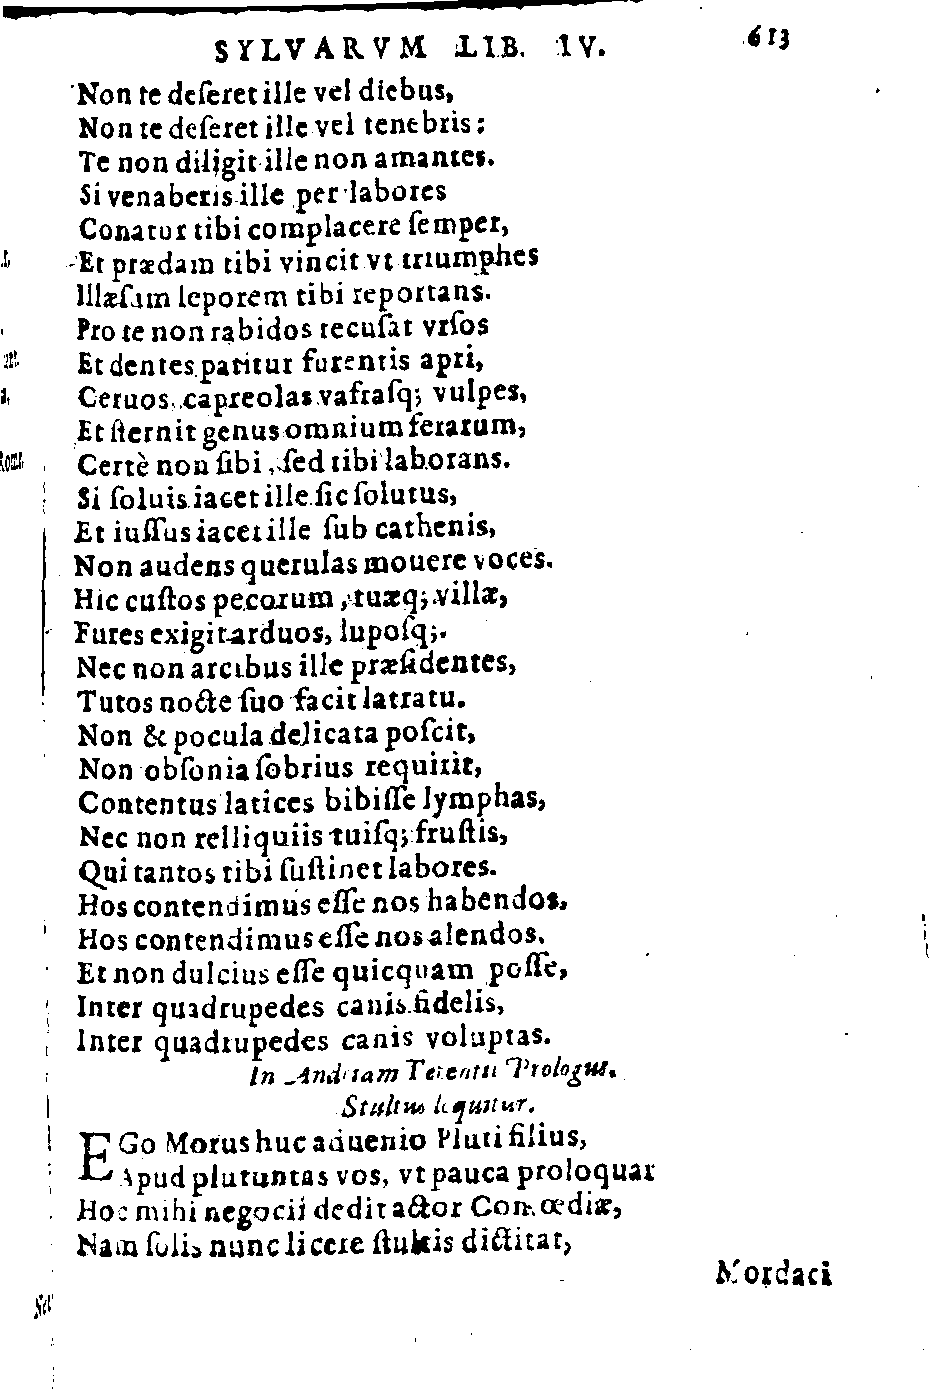 SYLVARVM LIB. IV. 613
Non te deſeret ille vel diebus,
Non te deſeret ille vel tenebris:
Te non diligit ille non amantes.
Si venaberis ille per labores
Conatur tibi complacere ſemper,
Et prædam tibi vincit vt triumphes
Illæſam leporem tibi reportans.
Pro te non rabidos recuſat vrſos
Et dentes patitur furentis apri,
Ceruos, capreolas vafraſq; vulpes,
Et ſternit genus omnium ferarum,
Certè non ſibi, ſed tibi laborans.
Si ſoluis iacet ille ſic ſolutus,
Et iuſſus iacet ille ſub cathenis,
Non audens querulas mouere voces.
Hic cuſtos pecorum, tuæq; villæ,
Fures exigit arduos, lupoſq;.
Nec non arcibus ille præſidentes,
Tutos nocte ſuo facit latratu.
Non & pocula delicata poſcit,
Non obſonia ſobrius requirit,
Contentus latices bibiſſe lymphas,
Nec non relliquiis tuiſq; fruſtis,
Qui tantos tibi ſuſtinet labores.
Hos contendimus eſſe nos habendos,
Hos contendimus eſſe nos alendos,
Et non dulcius eſſe quicquam poſſe,
Inter quadrupedes canis fidelis,
Inter quadrupedes canis voluptas.
In Andriam Terentii Prologus.
Stultus loquitur.
EGo Morus huc aduenio Pluti filius,
Apud pluruntas vos, vt pauca proloquar
Hoc mihi negocii dedit actor Comœdiæ,
Nam ſolis nunc licere ſtultis dictitat,
Mordaci